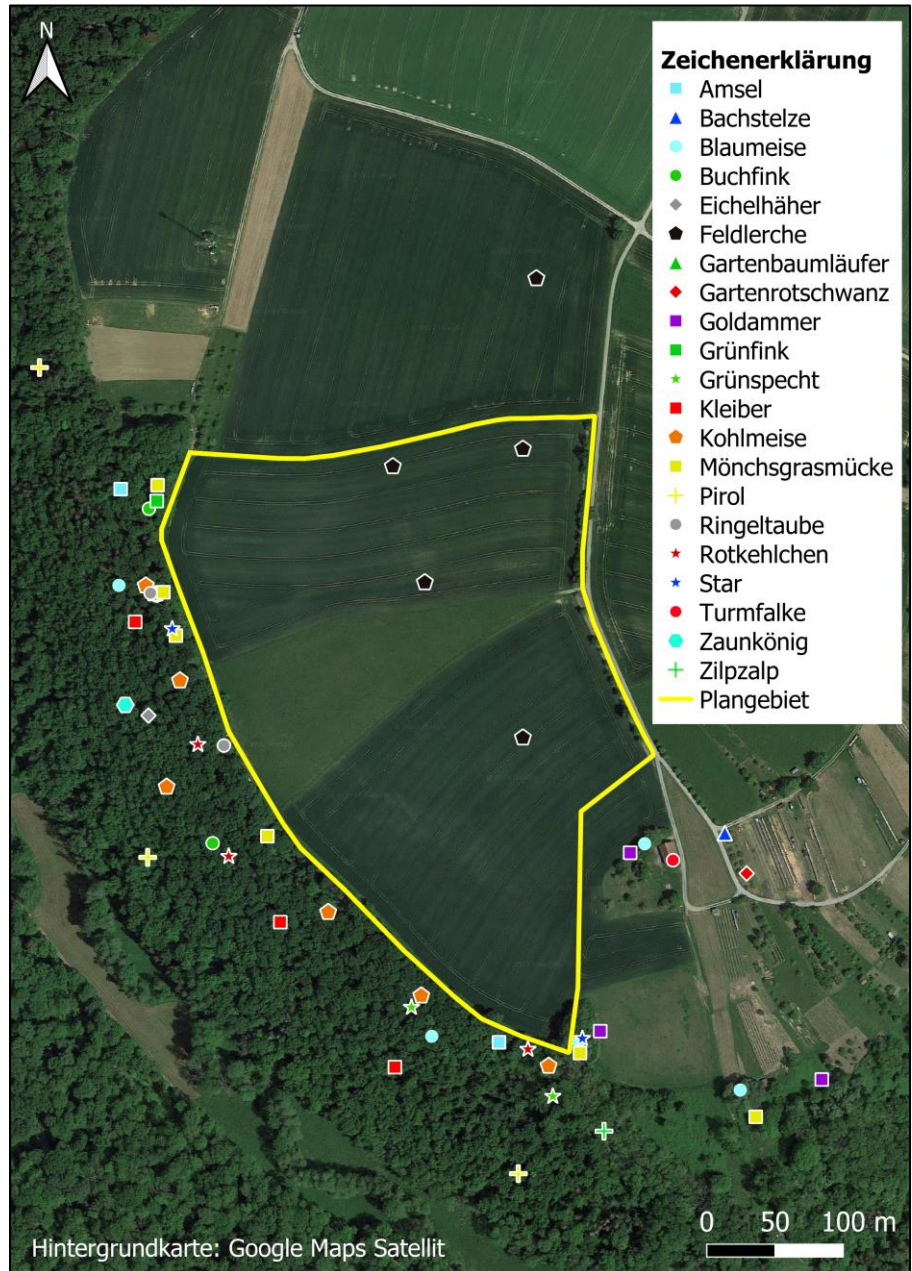 N
Zeichenerklärung
Amsel
Bachstelze
Blaumeise
Buchfink
Eichelhäher
Feldlerche
Gartenbaumläufer
Gartenrotschwanz
Goldammer
Grünfink
Grünspecht
Kleiber
Kohlmeise
Mönchsgrasmücke
Pirol
Ringeltaube
Rotkehlchen
Star
Turmfalke
Zaunkönig
Zilpzalp
Plangebiet
0 50 100 m
Hintergrundkarte: Google Maps Satellit